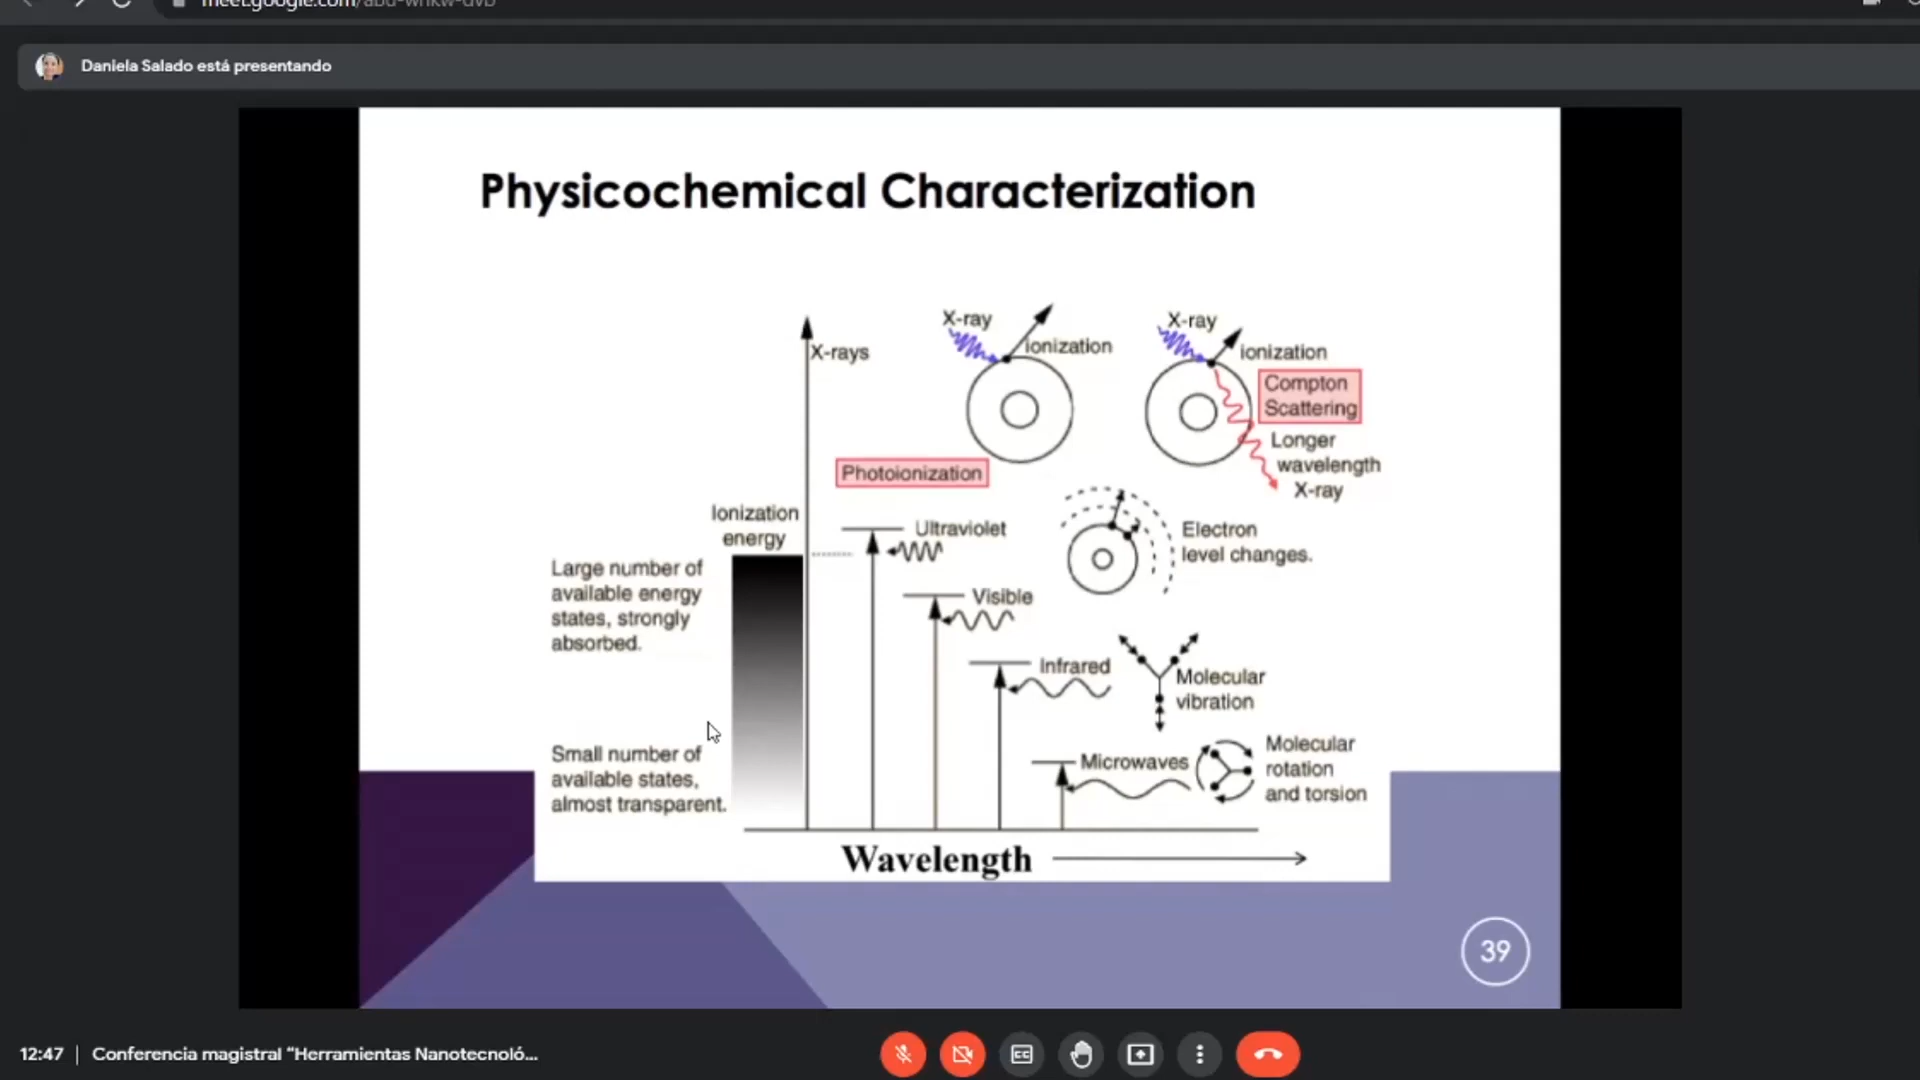 Daniela Salado está presentando
Physicochemical Characterization
X-rays
X-ray
ionization
X-ray
ionization
Compton
Scattering
Longer
wavelength
X-ray
Photoionization
Ionization
energy
Ultraviolet
Electron
level changes.
Large number of
available energy
states, strongly
absorbed.
Visible
Infrared
Molecular
vibration
Small number of
available states,
almost transparent.
Microwaves
Molecular
rotation
and torsion
Wavelength
39
12:47 | Conferencia magistral “Herramientas Nanotecnoló...
CC